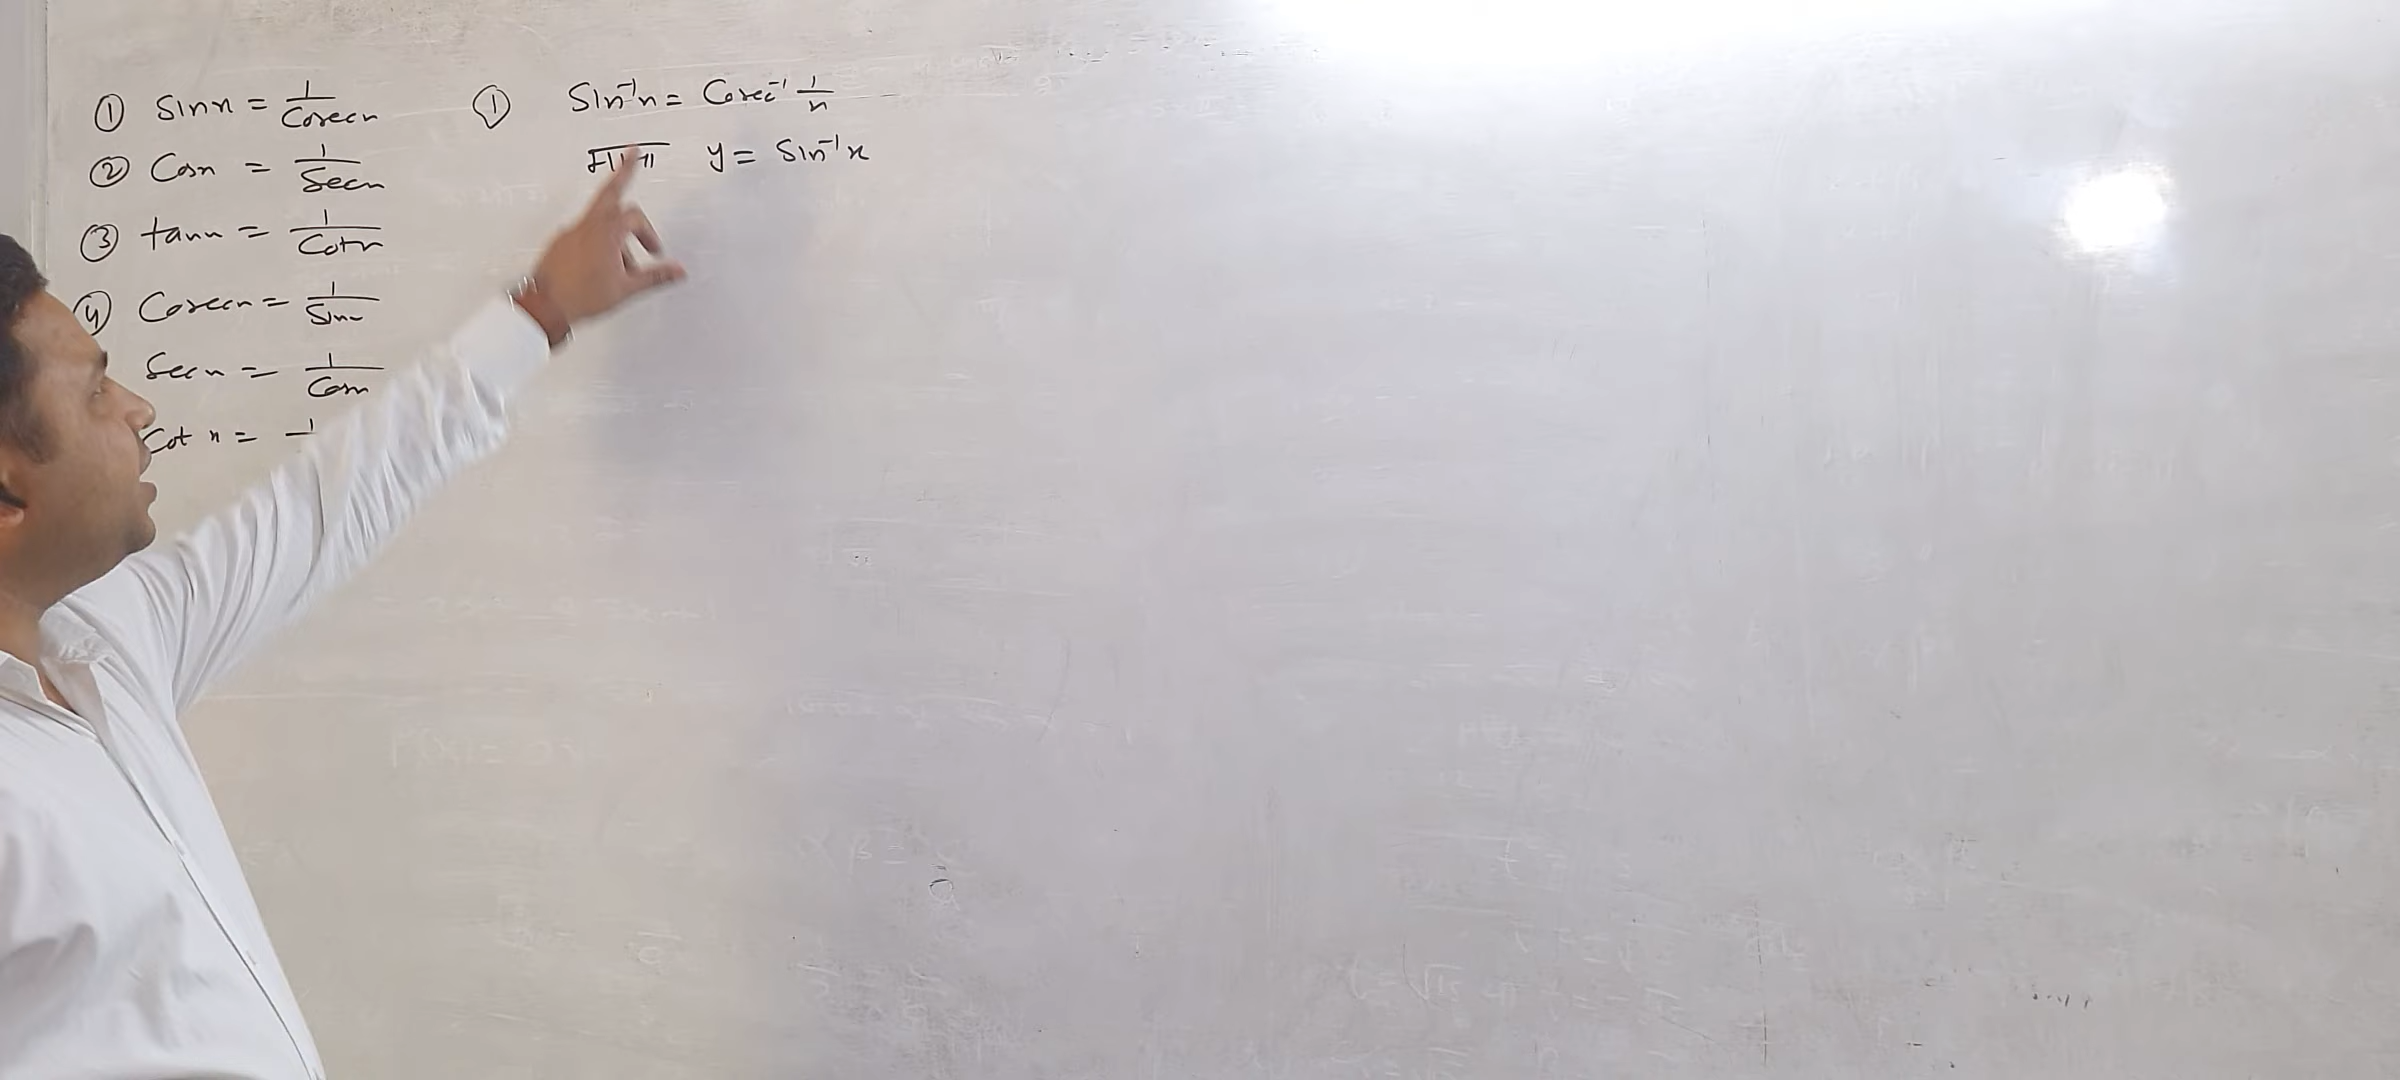 ① Sinx = 1/Cosecx
② Cosx = 1/Secx
③ tanx = 1/Cotx
④ Cosecx = 1/Sinx
Secx = 1/Cosx
Cot x = 1
① Sin⁻¹x = Cosec⁻¹ 1/x
मान y = Sin⁻¹x